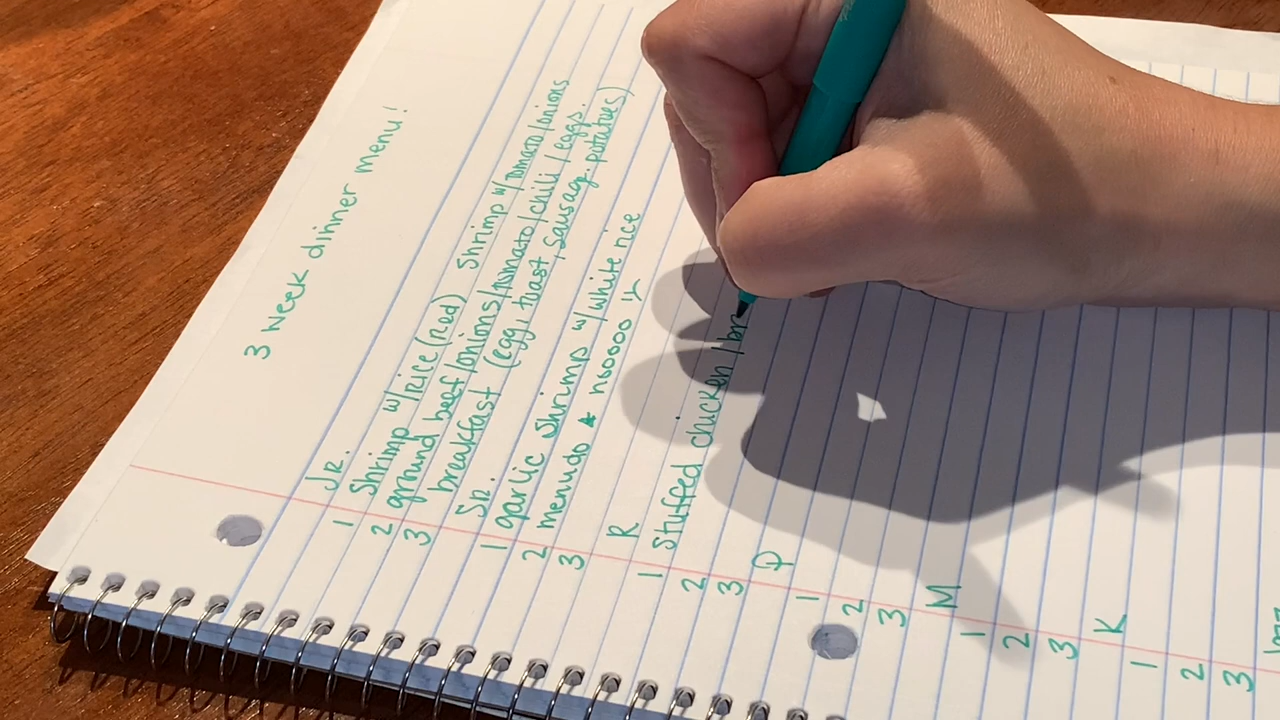 3 week dinner menu!
Jr.
1 Shrimp w/rice (red) Shrimp w/tomato/onions
2 ground beef/onions/tomato/chili/eggs.
3 breakfast (egg, toast, sausage, potatoes)
Sr.
1 garlic shrimp w/white rice
2 menudo * nooooo
3
R
1 stuffed chicken / br
2
3
P
1
2
3
M
1
2
3
K
1
2
3